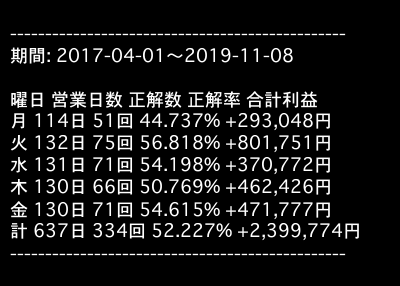 ------------------------------------------------
期間: 2017-04-01〜2019-11-08
曜日 営業日数 正解数 正解率 合計利益
月 114日 51回 44.737% +293,048円
火 132日 75回 56.818% +801,751円
水 131日 71回 54.198% +370,772円
木 130日 66回 50.769% +462,426円
金 130日 71回 54.615% +471,777円
計 637日 334回 52.227% +2,399,774円
------------------------------------------------